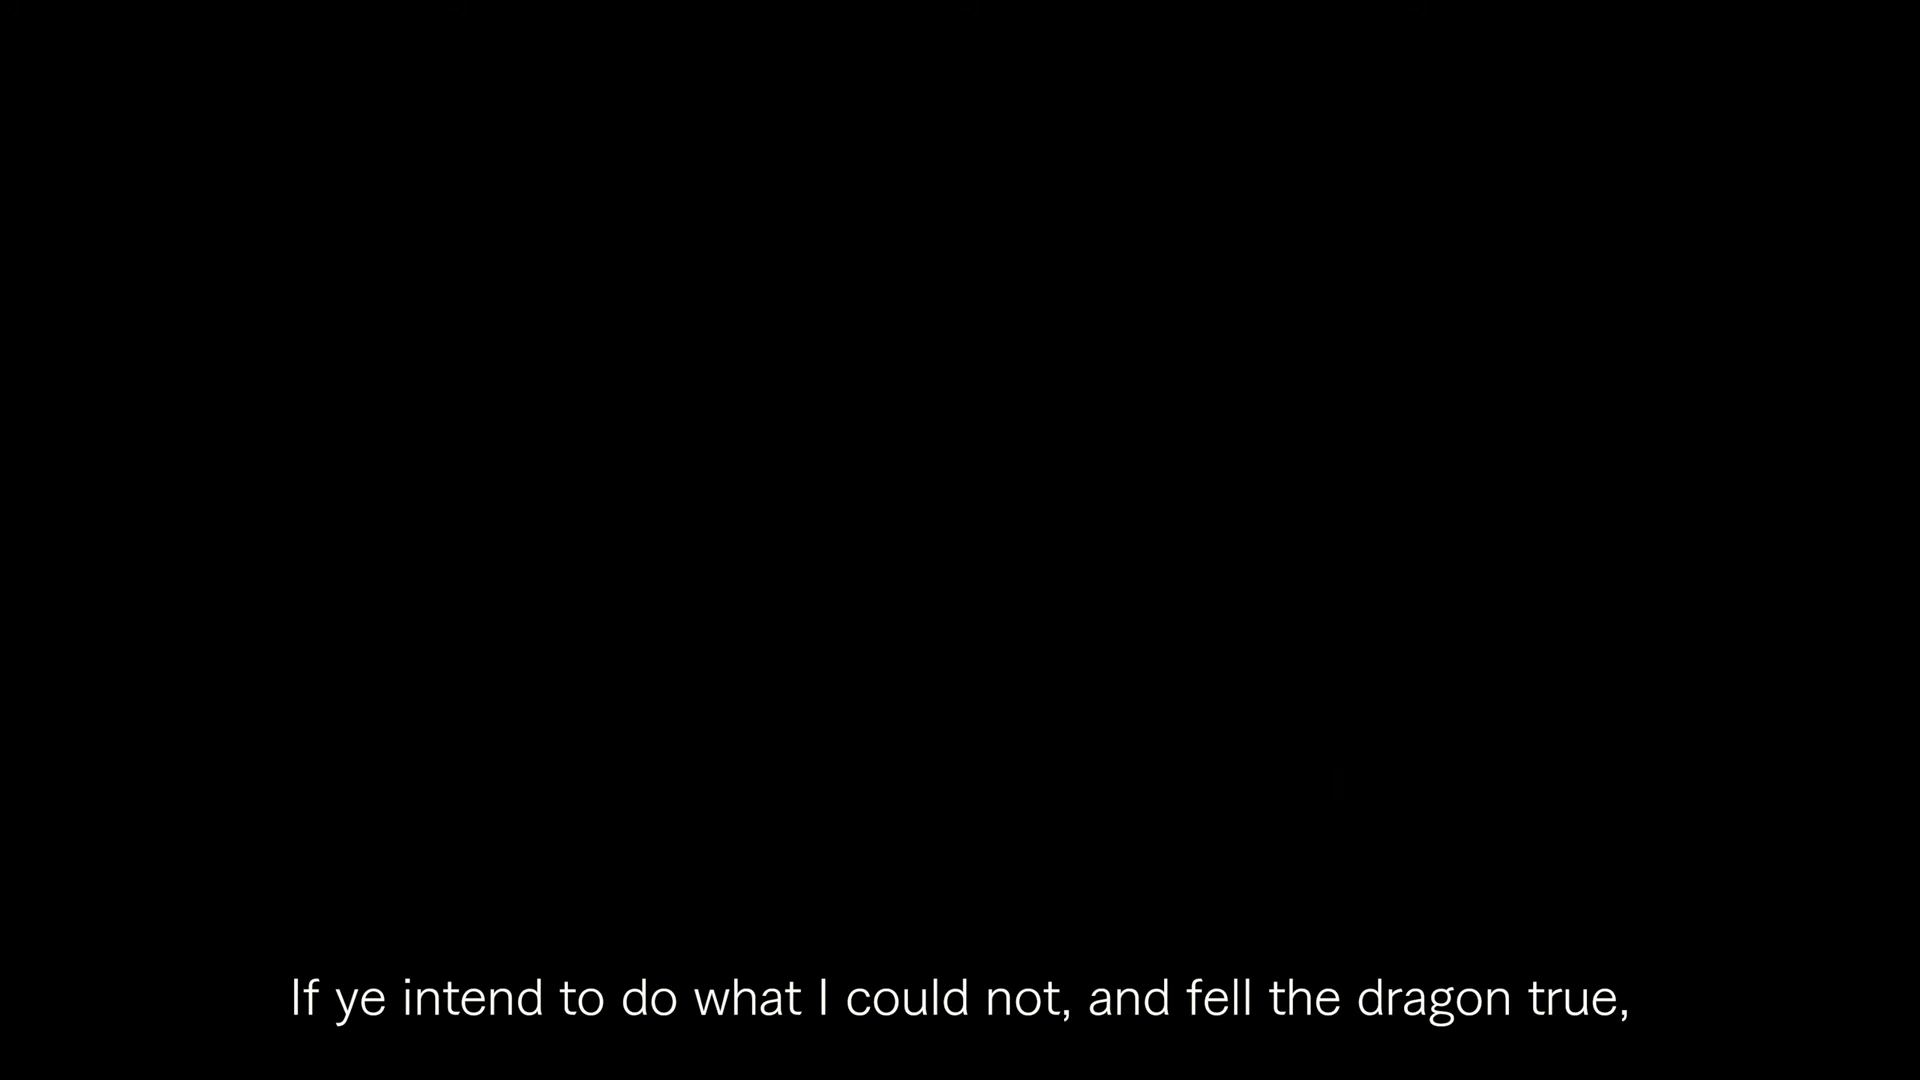 If ye intend to do what I could not, and fell the dragon true,